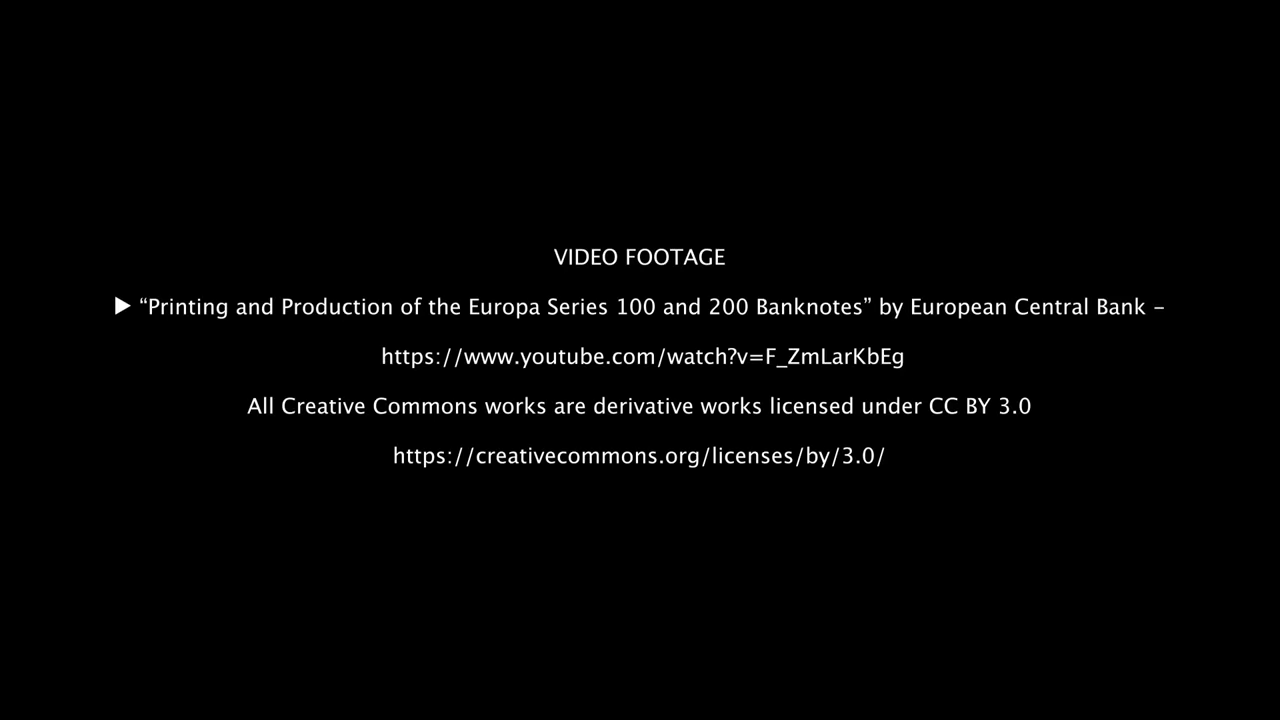 VIDEO FOOTAGE
▶ “Printing and Production of the Europa Series 100 and 200 Banknotes” by European Central Bank –
https://www.youtube.com/watch?v=F_ZmLarKbEg
All Creative Commons works are derivative works licensed under CC BY 3.0
https://creativecommons.org/licenses/by/3.0/